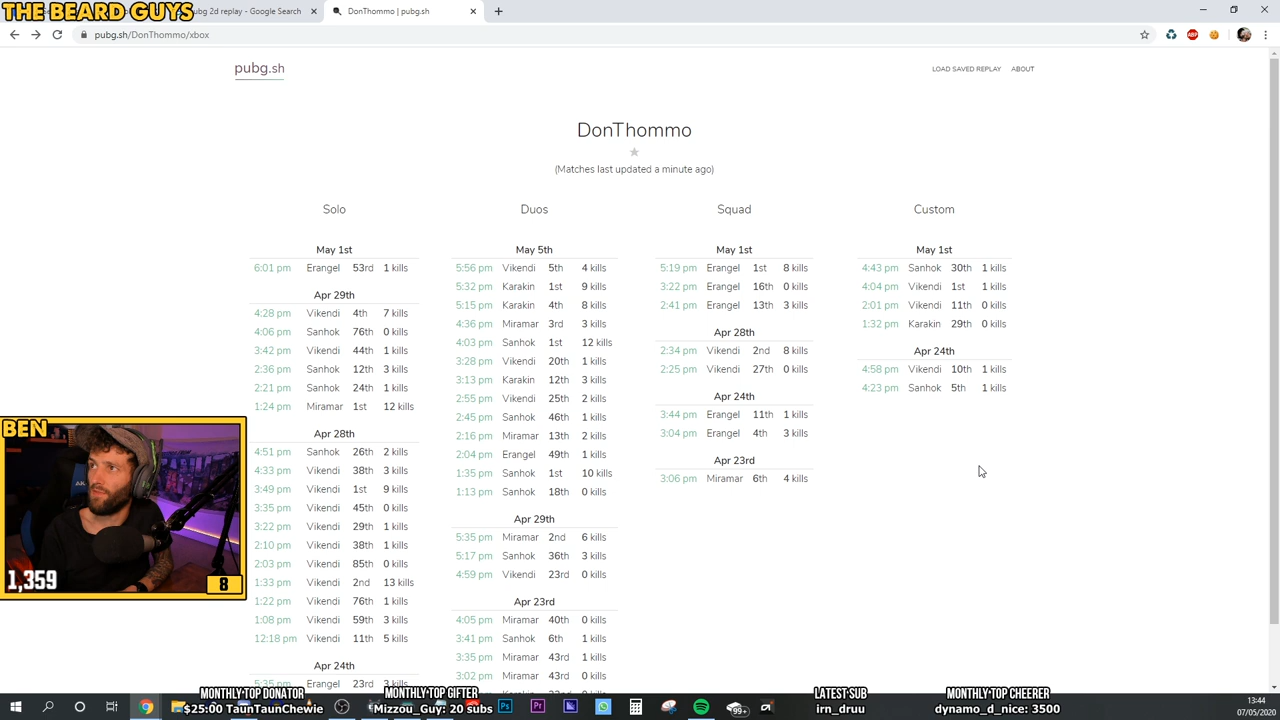 THE BEARD GUYS
pubg 2d replay - Google Search
DonThommo | pubg.sh
pubg.sh/DonThommo/xbox
ABP
pubg.sh
LOAD SAVED REPLAY
ABOUT
DonThommo
(Matches last updated a minute ago)
Solo
May 1st
6:01 pm Erangel 53rd 1 kills
Apr 29th
4:28 pm Vikendi 4th 7 kills
4:06 pm Sanhok 76th 0 kills
3:42 pm Vikendi 44th 1 kills
2:36 pm Sanhok 12th 3 kills
2:21 pm Sanhok 24th 1 kills
1:24 pm Miramar 1st 12 kills
Apr 28th
4:51 pm Sanhok 26th 2 kills
4:33 pm Vikendi 38th 3 kills
3:49 pm Vikendi 1st 9 kills
3:35 pm Vikendi 45th 0 kills
3:22 pm Vikendi 29th 1 kills
2:10 pm Vikendi 38th 1 kills
2:03 pm Vikendi 85th 0 kills
1:33 pm Vikendi 2nd 13 kills
1:22 pm Vikendi 76th 1 kills
1:08 pm Vikendi 59th 3 kills
12:18 pm Vikendi 11th 5 kills
Apr 24th
5:35 pm Erangel 23rd 3 kills
Duos
May 5th
5:56 pm Vikendi 5th 4 kills
5:32 pm Karakin 1st 9 kills
5:15 pm Karakin 4th 8 kills
4:36 pm Miramar 3rd 3 kills
4:03 pm Sanhok 1st 12 kills
3:28 pm Vikendi 20th 1 kills
3:13 pm Karakin 12th 3 kills
2:55 pm Vikendi 25th 2 kills
2:45 pm Sanhok 46th 1 kills
2:16 pm Miramar 13th 2 kills
2:04 pm Erangel 49th 1 kills
1:35 pm Sanhok 1st 10 kills
1:13 pm Sanhok 18th 0 kills
Apr 29th
5:35 pm Miramar 2nd 6 kills
5:17 pm Sanhok 36th 3 kills
4:59 pm Vikendi 23rd 0 kills
Apr 23rd
4:05 pm Miramar 40th 0 kills
3:41 pm Sanhok 6th 1 kills
3:35 pm Miramar 43rd 1 kills
3:02 pm Miramar 43rd 0 kills
Squad
May 1st
5:19 pm Erangel 1st 8 kills
3:22 pm Erangel 16th 0 kills
2:41 pm Erangel 13th 3 kills
Apr 28th
2:34 pm Vikendi 2nd 8 kills
2:25 pm Vikendi 27th 0 kills
Apr 24th
3:44 pm Erangel 11th 1 kills
3:04 pm Erangel 4th 3 kills
Apr 23rd
3:06 pm Miramar 6th 4 kills
Custom
May 1st
4:43 pm Sanhok 30th 1 kills
4:04 pm Vikendi 1st 1 kills
2:01 pm Vikendi 11th 0 kills
1:32 pm Karakin 29th 0 kills
Apr 24th
4:58 pm Vikendi 10th 1 kills
4:23 pm Sanhok 5th 1 kills
BEN
1,359
8
MONTHLY TOP DONATOR
$25.00 TaunTaunChewie
MONTHLY TOP GIFTER
Mizzou_Guy: 20 subs
Ps
Pr
99+
LATEST SUB
irn_druu
MONTHLY TOP CHEERER
dynamo_d_nice: 3500
13:44
07/05/2020